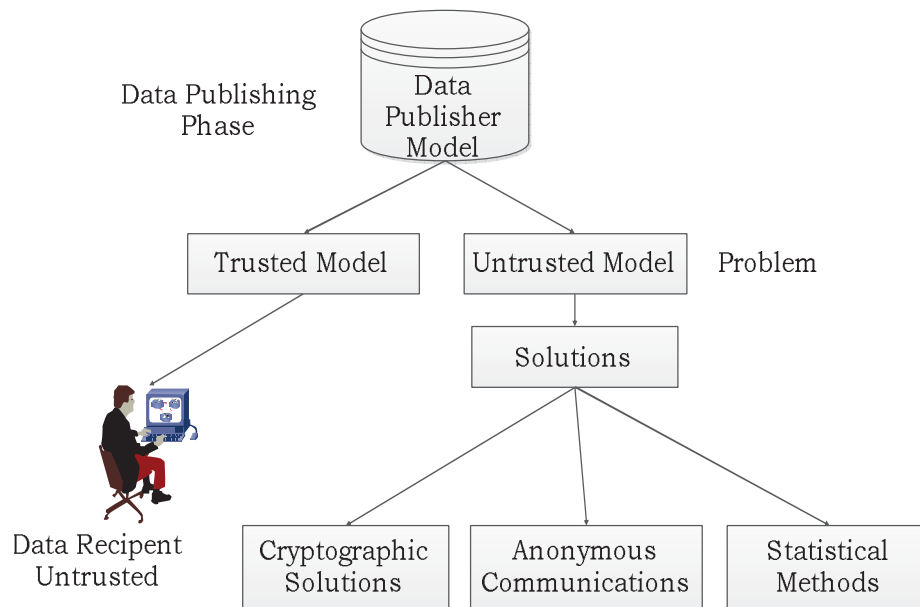 Data Publishing
Phase
Data
Publisher
Model
Trusted Model
Untrusted Model
Problem
Solutions
Data Recipent
Untrusted
Cryptographic
Solutions
Anonymous
Communications
Statistical
Methods